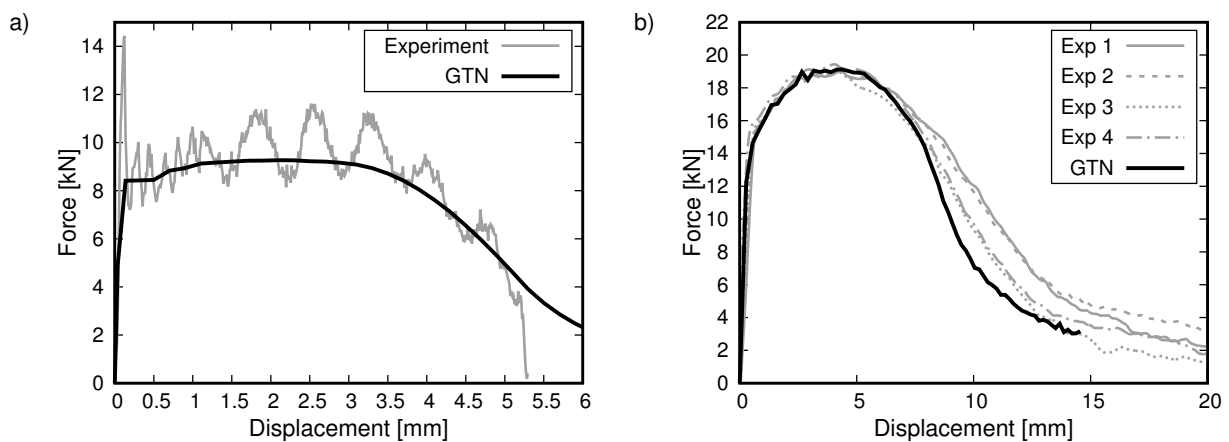 a)
Force [kN]
14
12
10
8
6
4
2
0
0 0.5 1 1.5 2 2.5 3 3.5 4 4.5 5 5.5 6
Displacement [mm]
Experiment
GTN
b)
Force [kN]
22
20
18
16
14
12
10
8
6
4
2
0
0 5 10 15 20
Displacement [mm]
Exp 1
Exp 2
Exp 3
Exp 4
GTN